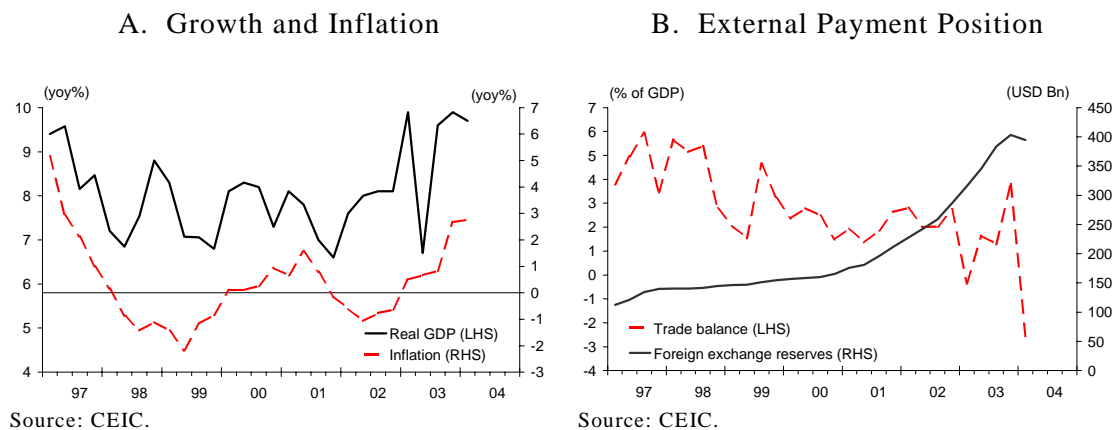 A. Growth and Inflation
(yoy%)
(yoy%)
10
9
8
7
6
5
4
7
6
5
4
3
2
1
0
-1
-2
-3
Real GDP (LHS)
Inflation (RHS)
97 98 99 00 01 02 03 04
Source: CEIC.
B. External Payment Position
(% of GDP)
(USD Bn)
7
6
5
4
3
2
1
0
-1
-2
-3
-4
450
400
350
300
250
200
150
100
50
0
Trade balance (LHS)
Foreign exchange reserves (RHS)
97 98 99 00 01 02 03 04
Source: CEIC.